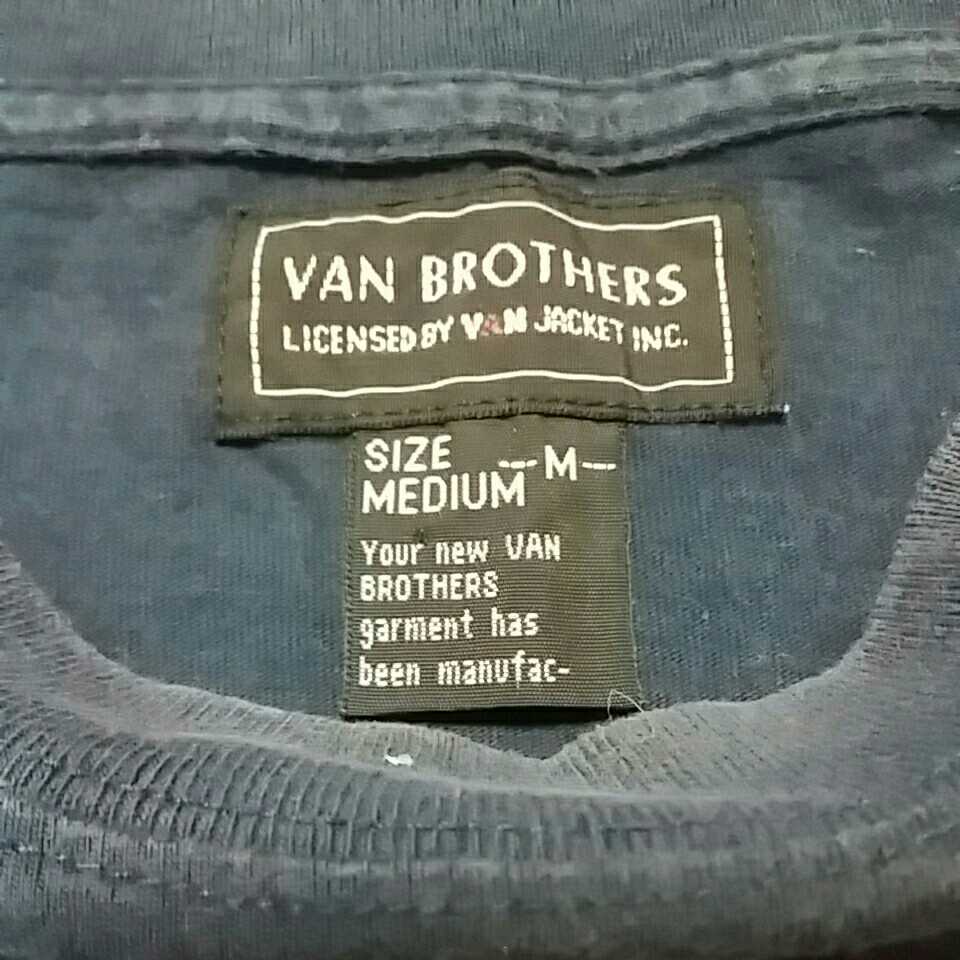 VAN BROTHERS
LICENSED BY VAN JACKET INC.
SIZE ---M---
MEDIUM
Your new VAN
BROTHERS
garment has
been manufac-